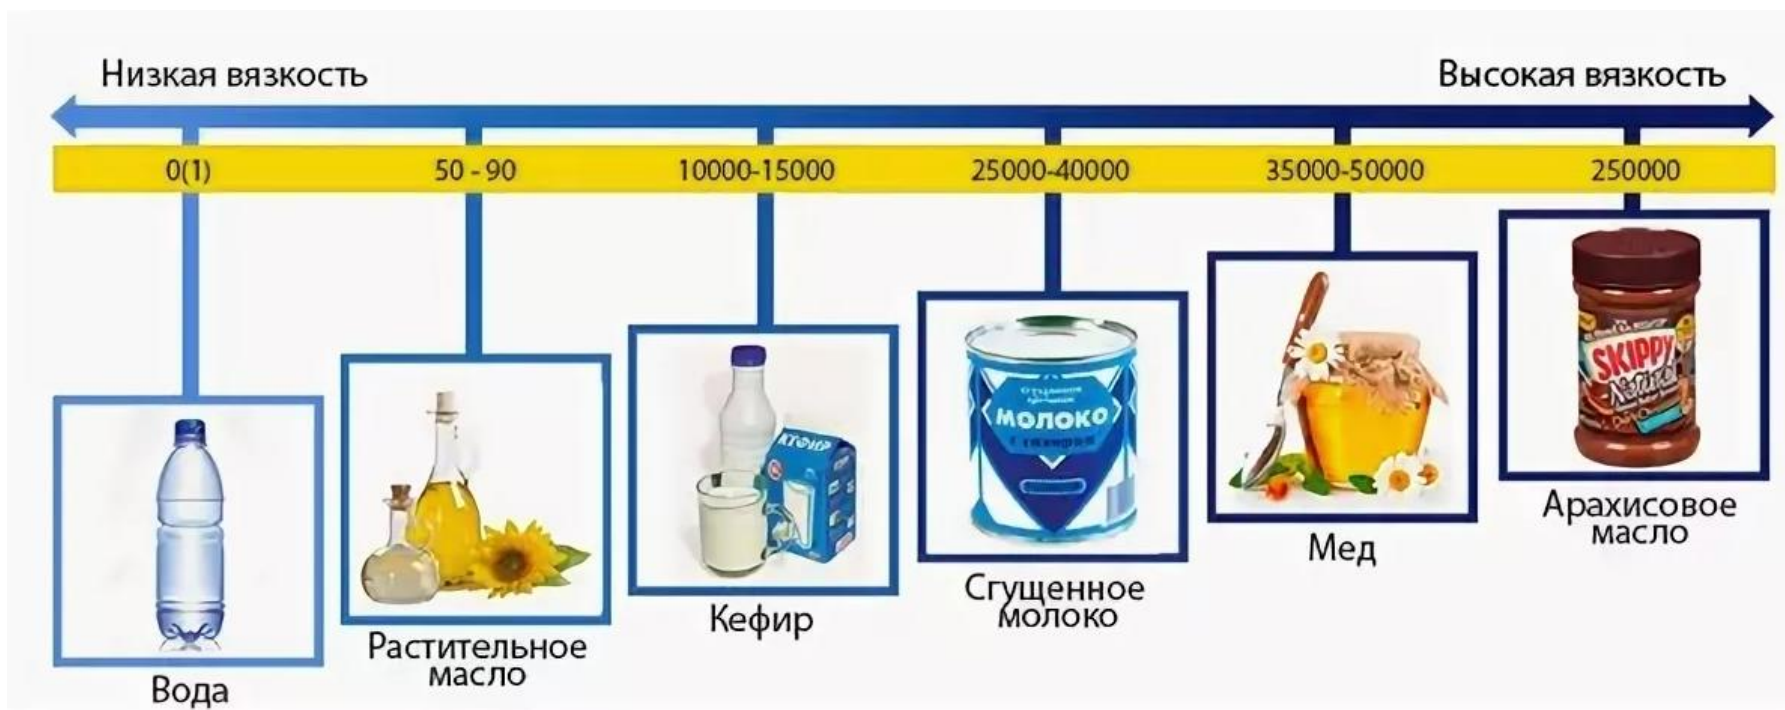 Низкая вязкость
Высокая вязкость
0(1)
50 - 90
10000-15000
25000-40000
35000-50000
250000
Вода
Растительное
масло
Кефир
МОЛОКО
Сгущенное
молоко
Мед
SKIPPY
Natural
Арахисовое
масло